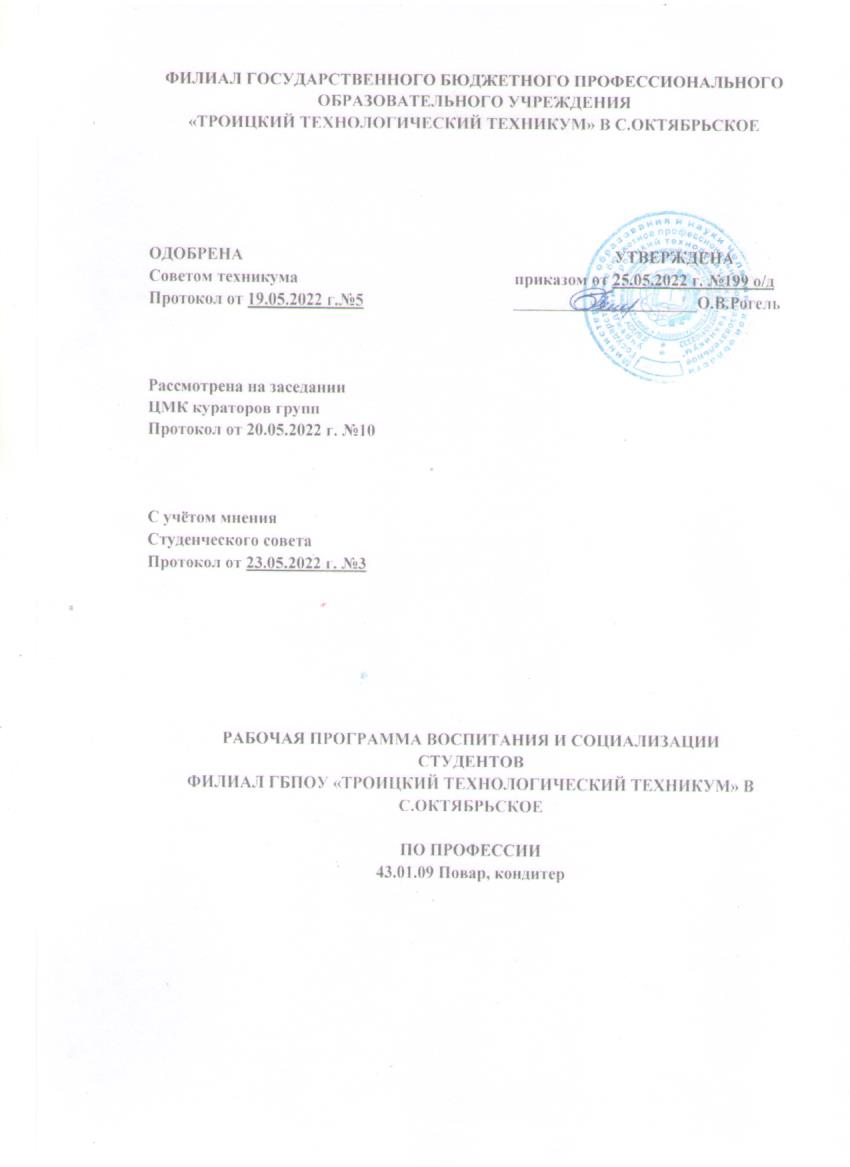 ФИЛИАЛ ГОСУДАРСТВЕННОГО БЮДЖЕТНОГО ПРОФЕССИОНАЛЬНОГО
ОБРАЗОВАТЕЛЬНОГО УЧРЕЖДЕНИЯ
«ТРОИЦКИЙ ТЕХНОЛОГИЧЕСКИЙ ТЕХНИКУМ» В С.ОКТЯБРЬСКОЕ
ОДОБРЕНА
Советом техникума
Протокол от 19.05.2022 г..№5
УТВЕРЖДЕНА
приказом от 25.05.2022 г. №199 о/д
О.В.Рогель
Рассмотрена на заседании
ЦМК кураторов групп
Протокол от 20.05.2022 г. №10
С учётом мнения
Студенческого совета
Протокол от 23.05.2022 г. №3
РАБОЧАЯ ПРОГРАММА ВОСПИТАНИЯ И СОЦИАЛИЗАЦИИ
СТУДЕНТОВ
ФИЛИАЛ ГБПОУ «ТРОИЦКИЙ ТЕХНОЛОГИЧЕСКИЙ ТЕХНИКУМ» В
С.ОКТЯБРЬСКОЕ
ПО ПРОФЕССИИ
43.01.09 Повар, кондитер